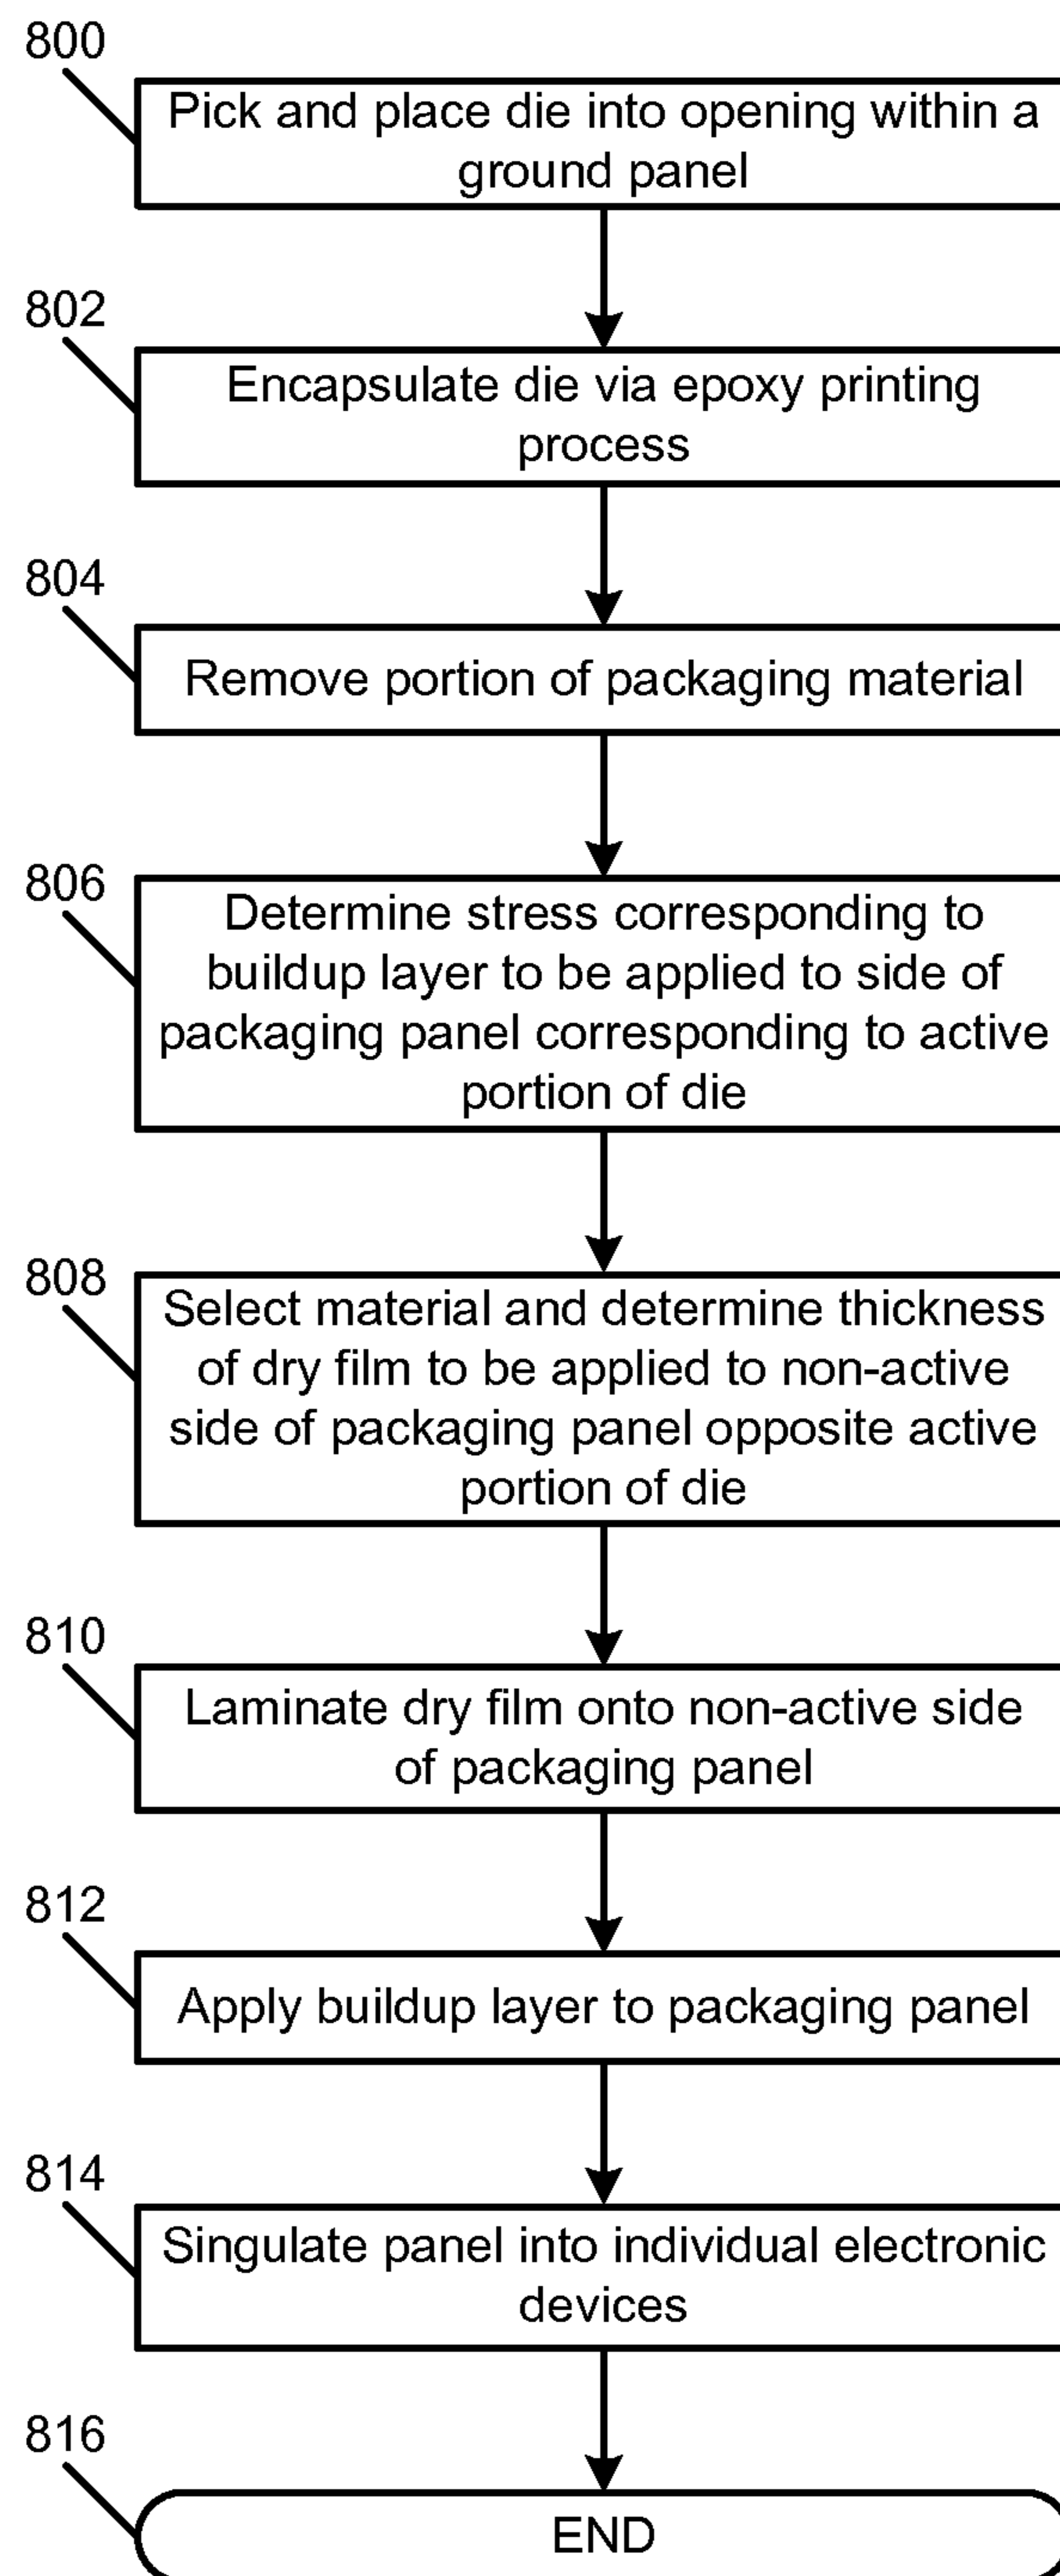 800
Pick and place die into opening within a
ground panel
802
Encapsulate die via epoxy printing
process
804
Remove portion of packaging material
806
Determine stress corresponding to
buildup layer to be applied to side of
packaging panel corresponding to active
portion of die
808
Select material and determine thickness
of dry film to be applied to non-active
side of packaging panel opposite active
portion of die
810
Laminate dry film onto non-active side
of packaging panel
812
Apply buildup layer to packaging panel
814
Singulate panel into individual electronic
devices
816
END